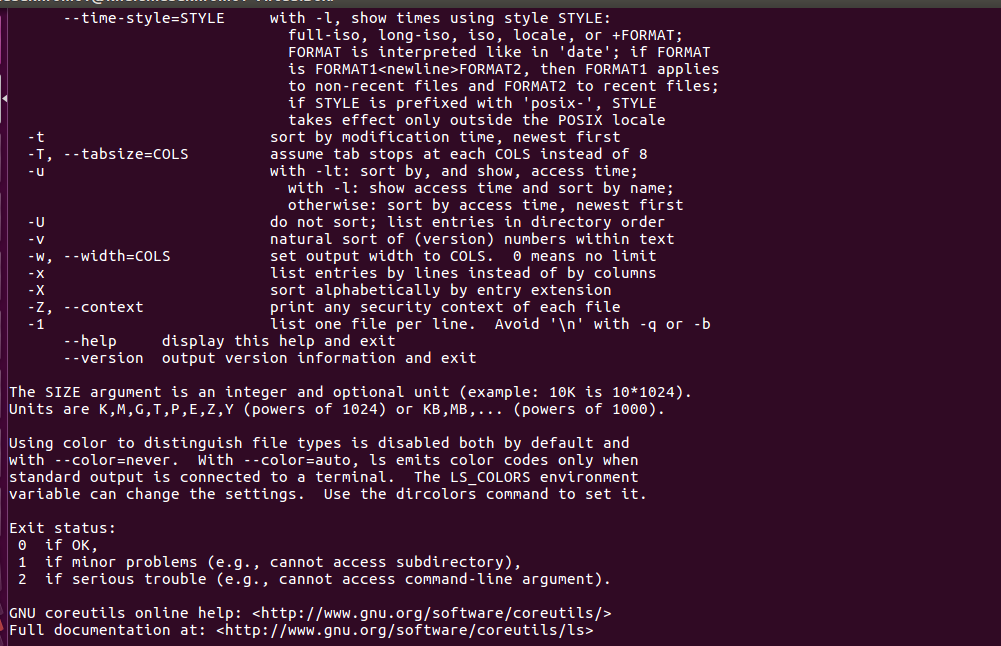 --time-style=STYLE     with -l, show times using style STYLE:
                               full-iso, long-iso, iso, locale, or +FORMAT;
                               FORMAT is interpreted like in 'date'; if FORMAT
                               is FORMAT1<newline>FORMAT2, then FORMAT1 applies
                               to non-recent files and FORMAT2 to recent files;
                               if STYLE is prefixed with 'posix-', STYLE
                               takes effect only outside the POSIX locale
  -t                         sort by modification time, newest first
  -T, --tabsize=COLS         assume tab stops at each COLS instead of 8
  -u                         with -lt: sort by, and show, access time;
                               with -l: show access time and sort by name;
                               otherwise: sort by access time, newest first
  -U                         do not sort; list entries in directory order
  -v                         natural sort of (version) numbers within text
  -w, --width=COLS           set output width to COLS.  0 means no limit
  -x                         list entries by lines instead of by columns
  -X                         sort alphabetically by entry extension
  -Z, --context              print any security context of each file
  -1                         list one file per line.  Avoid '\n' with -q or -b
      --help     display this help and exit
      --version  output version information and exit

The SIZE argument is an integer and optional unit (example: 10K is 10*1024).
Units are K,M,G,T,P,E,Z,Y (powers of 1024) or KB,MB,... (powers of 1000).

Using color to distinguish file types is disabled both by default and
with --color=never.  With --color=auto, ls emits color codes only when
standard output is connected to a terminal.  The LS_COLORS environment
variable can change the settings.  Use the dircolors command to set it.

Exit status:
 0  if OK,
 1  if minor problems (e.g., cannot access subdirectory),
 2  if serious trouble (e.g., cannot access command-line argument).

GNU coreutils online help: <http://www.gnu.org/software/coreutils/>
Full documentation at: <http://www.gnu.org/software/coreutils/ls>